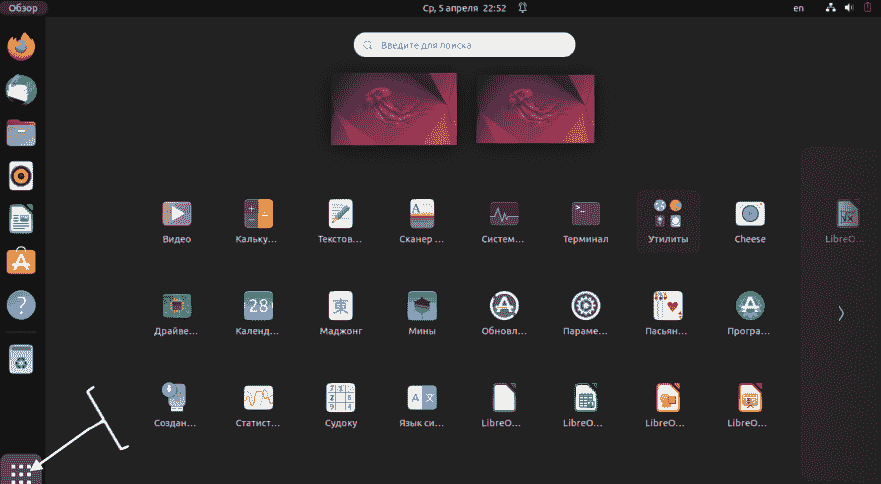 Обзор
Ср, 5 апреля 22:52
en
Введите для поиска
Видео
Кальку...
Текстов...
Сканер ...
Систем...
Терминал
Утилиты
Cheese
LibreO...
Драйве...
Календ...
Маджонг
Мины
Обновл...
Параме...
Пасьян...
Програ...
Создан...
Статист...
Судоку
Язык си...
LibreO...
LibreO...
LibreO...
LibreO...